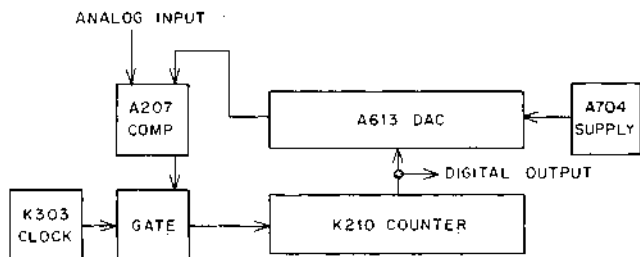 ANALOG INPUT
A207
COMP
A613 DAC
A704
SUPPLY
DIGITAL OUTPUT
K303
CLOCK
GATE
K210 COUNTER